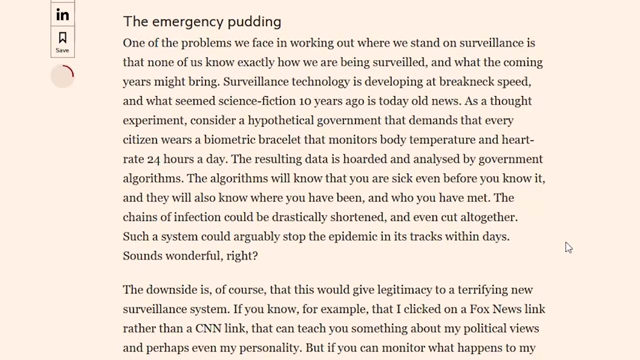 in
Save
The emergency pudding
One of the problems we face in working out where we stand on surveillance is
that none of us know exactly how we are being surveilled, and what the coming
years might bring. Surveillance technology is developing at breakneck speed,
and what seemed science-fiction 10 years ago is today old news. As a thought
experiment, consider a hypothetical government that demands that every
citizen wears a biometric bracelet that monitors body temperature and heart-
rate 24 hours a day. The resulting data is hoarded and analysed by government
algorithms. The algorithms will know that you are sick even before you know it,
and they will also know where you have been, and who you have met. The
chains of infection could be drastically shortened, and even cut altogether.
Such a system could arguably stop the epidemic in its tracks within days.
Sounds wonderful, right?
The downside is, of course, that this would give legitimacy to a terrifying new
surveillance system. If you know, for example, that I clicked on a Fox News link
rather than a CNN link, that can teach you something about my political views
and perhaps even my personality. But if you can monitor what happens to my